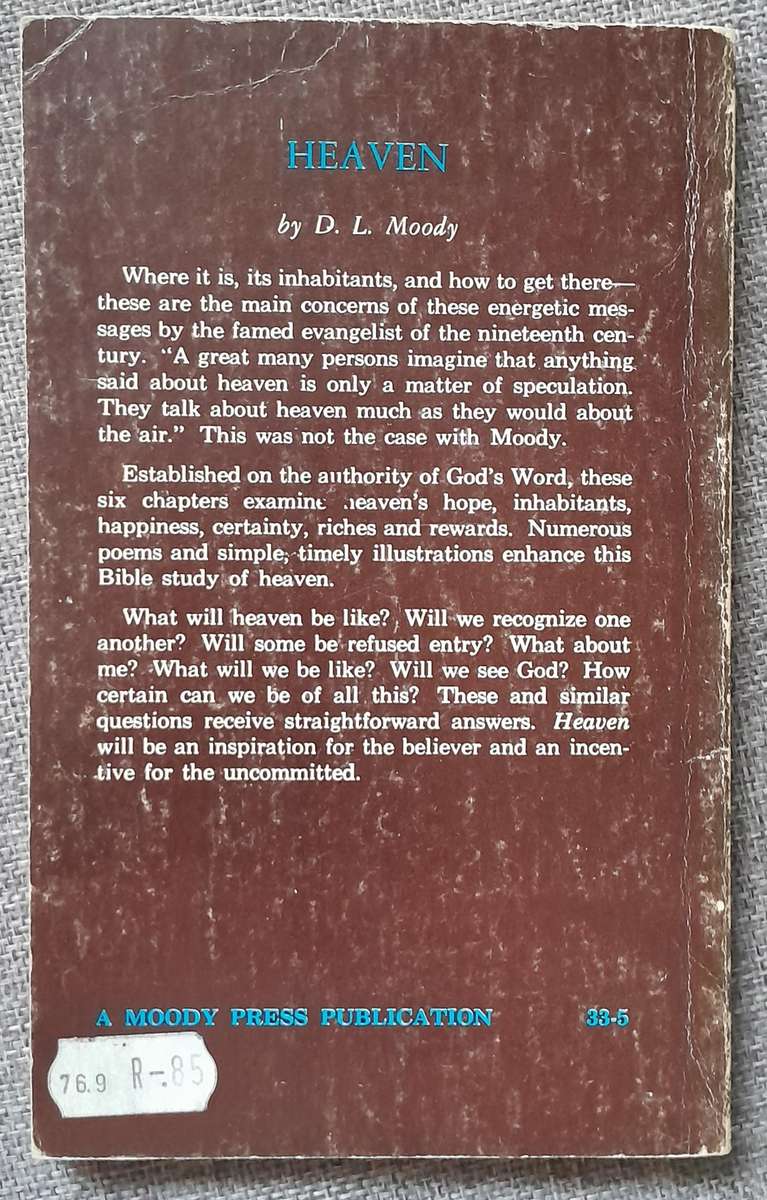 HEAVEN
by D. L. Moody
Where it is, its inhabitants, and how to get there—
these are the main concerns of these energetic mes-
sages by the famed evangelist of the nineteenth cen-
tury. “A great many persons imagine that anything
said about heaven is only a matter of speculation.
They talk about heaven much as they would about
the air.” This was not the case with Moody.
Established on the authority of God’s Word, these
six chapters examine heaven’s hope, inhabitants,
happiness, certainty, riches and rewards. Numerous
poems and simple, timely illustrations enhance this
Bible study of heaven.
What will heaven be like? Will we recognize one
another? Will some be refused entry? What about
me? What will we be like? Will we see God? How
certain can we be of all this? These and similar
questions receive straightforward answers. Heaven
will be an inspiration for the believer and an incen-
tive for the uncommitted.
A MOODY PRESS PUBLICATION 33-5
76.9 R-.85